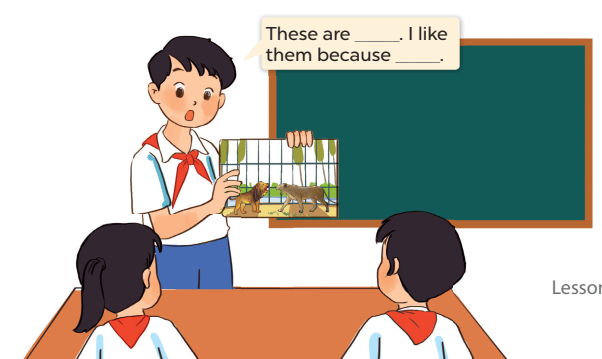 These are _____. I like
them because _____.
Lesson